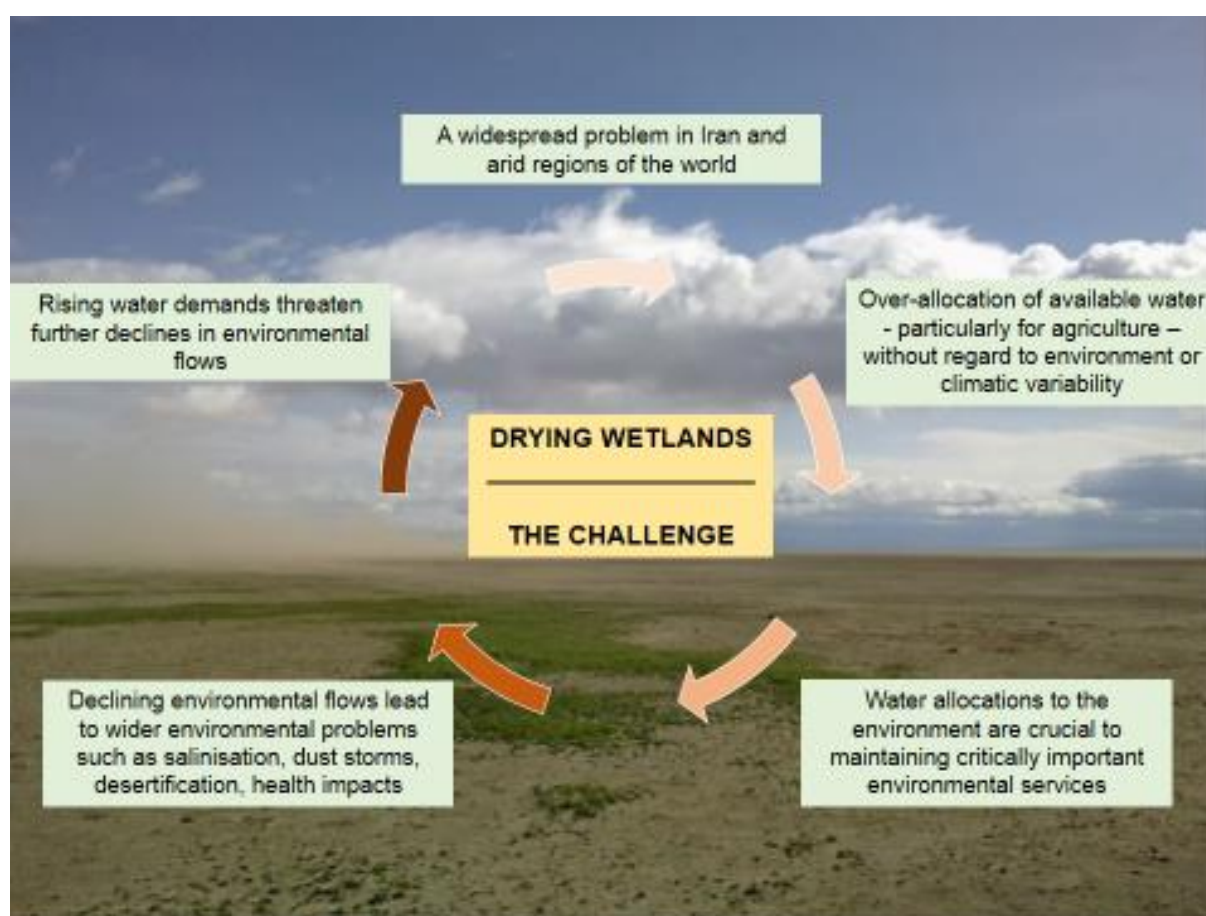 A widespread problem in Iran and
arid regions of the world
Over-allocation of available water
- particularly for agriculture –
without regard to environment or
climatic variability
Water allocations to the
environment are crucial to
maintaining critically important
environmental services
Declining environmental flows lead
to wider environmental problems
such as salinisation, dust storms,
desertification, health impacts
Rising water demands threaten
further declines in environmental
flows
DRYING WETLANDS
THE CHALLENGE